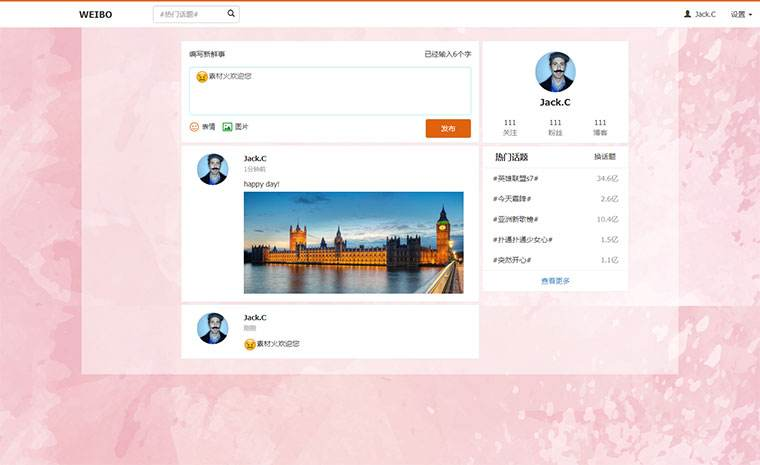 WEIBO
#热门话题#
Jack.C
设置
编写新鲜事
已经输入6个字
素材火欢迎您
表情
图片
发布
Jack.C
1分钟前
happy day!
Jack.C
刚刚
素材火欢迎您
Jack.C
111
111
111
关注
粉丝
博客
热门话题
换话题
#英雄联盟s7#
34.6亿
#今天霜降#
2.6亿
#亚洲新歌榜#
10.4亿
#扑通扑通少女心#
1.5亿
#突然开心#
1.1亿
查看更多